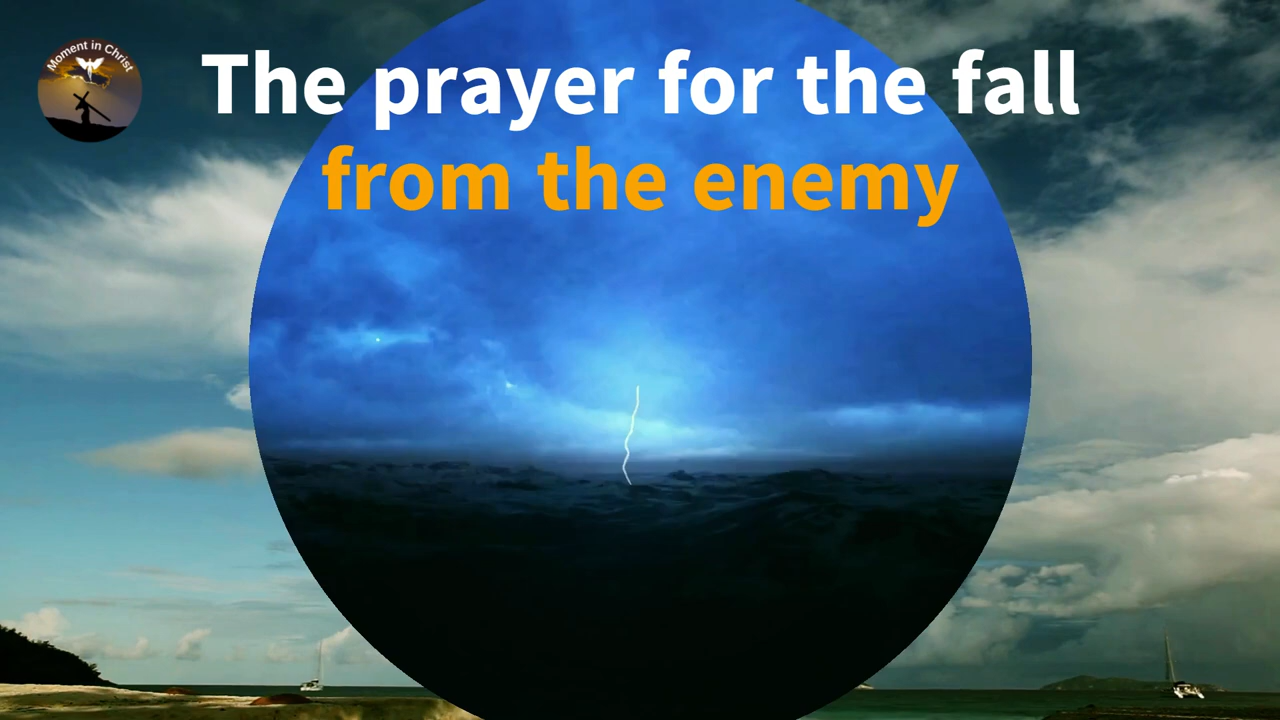 Moment in Christ
The prayer for the fall
from the enemy